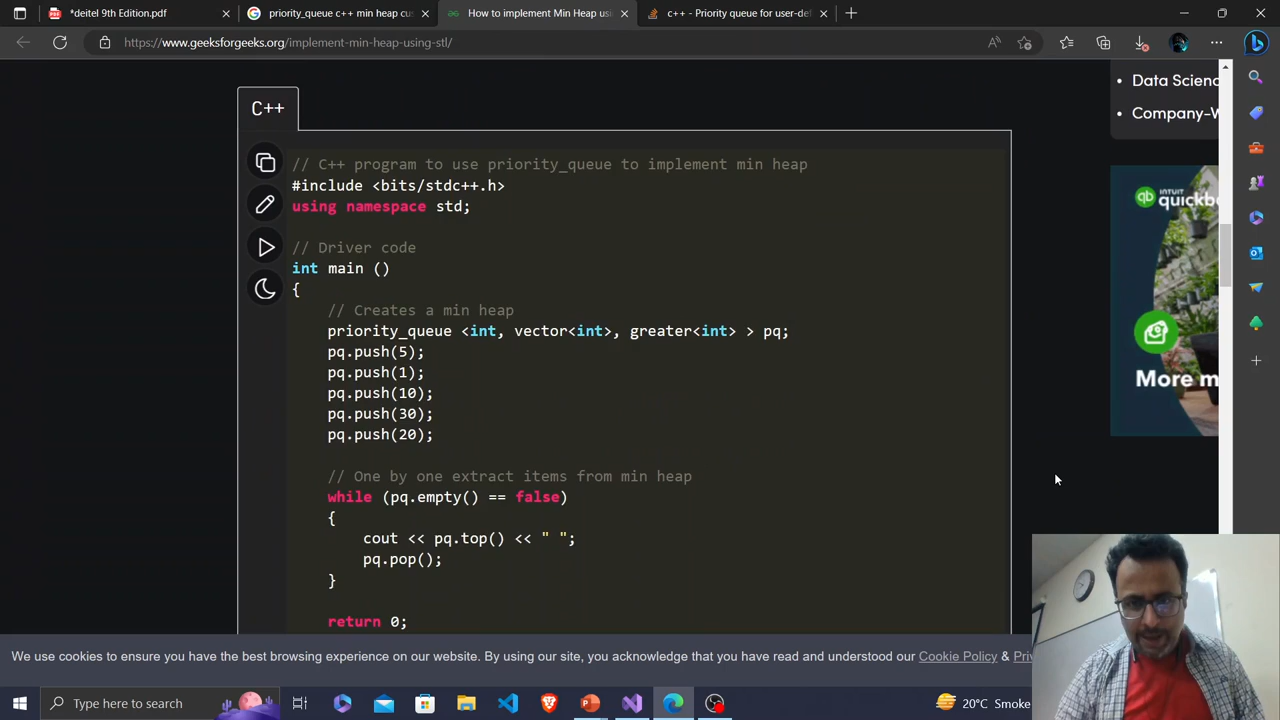 *deitel 9th Edition.pdf
priority_queue c++ min heap cus
How to implement Min Heap usi
c++ - Priority queue for user-def
https://www.geeksforgeeks.org/implement-min-heap-using-stl/
Data Scienc
Company-W
C++
// C++ program to use priority_queue to implement min heap
#include <bits/stdc++.h>
using namespace std;
// Driver code
int main ()
{
// Creates a min heap
priority_queue <int, vector<int>, greater<int> > pq;
pq.push(5);
pq.push(1);
pq.push(10);
pq.push(30);
pq.push(20);
// One by one extract items from min heap
while (pq.empty() == false)
{
cout << pq.top() << " ";
pq.pop();
}
return 0;
INTUIT
quickbo
More m
We use cookies to ensure you have the best browsing experience on our website. By using our site, you acknowledge that you have read and understood our Cookie Policy & Priv
Type here to search
20°C Smoke